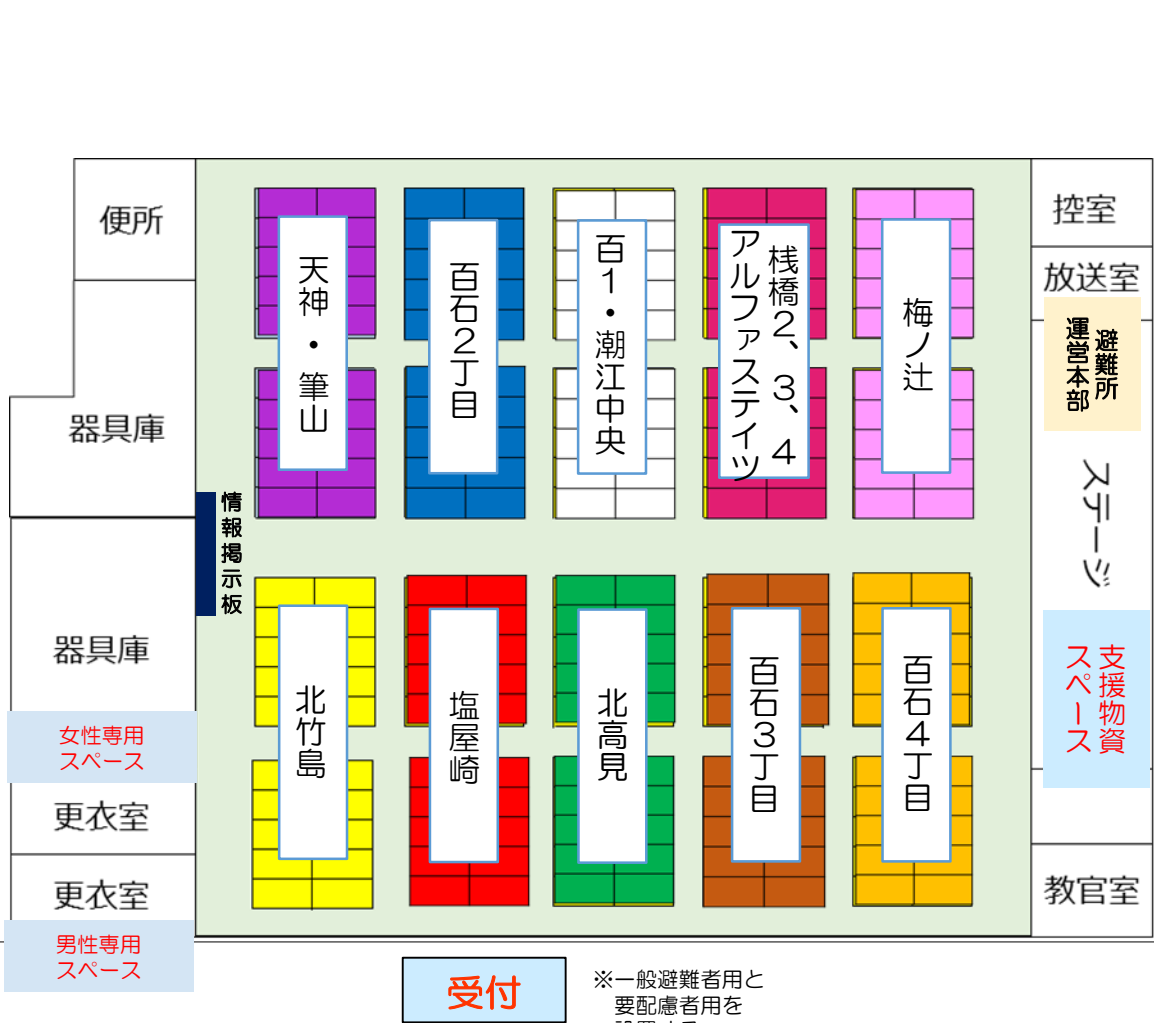 便所
控室
放送室
避難所
運営本部
天神・筆山
百石２丁目
百１・潮江中央
桟橋２、３、４
アルファステイツ
梅ノ辻
器具庫
ステージ
情報掲示板
器具庫
女性専用
スペース
更衣室
更衣室
男性専用
スペース
北竹島
塩屋崎
北高見
百石３丁目
百石４丁目
支援物資
スペース
教官室
受付
※一般避難者用と
要配慮者用を